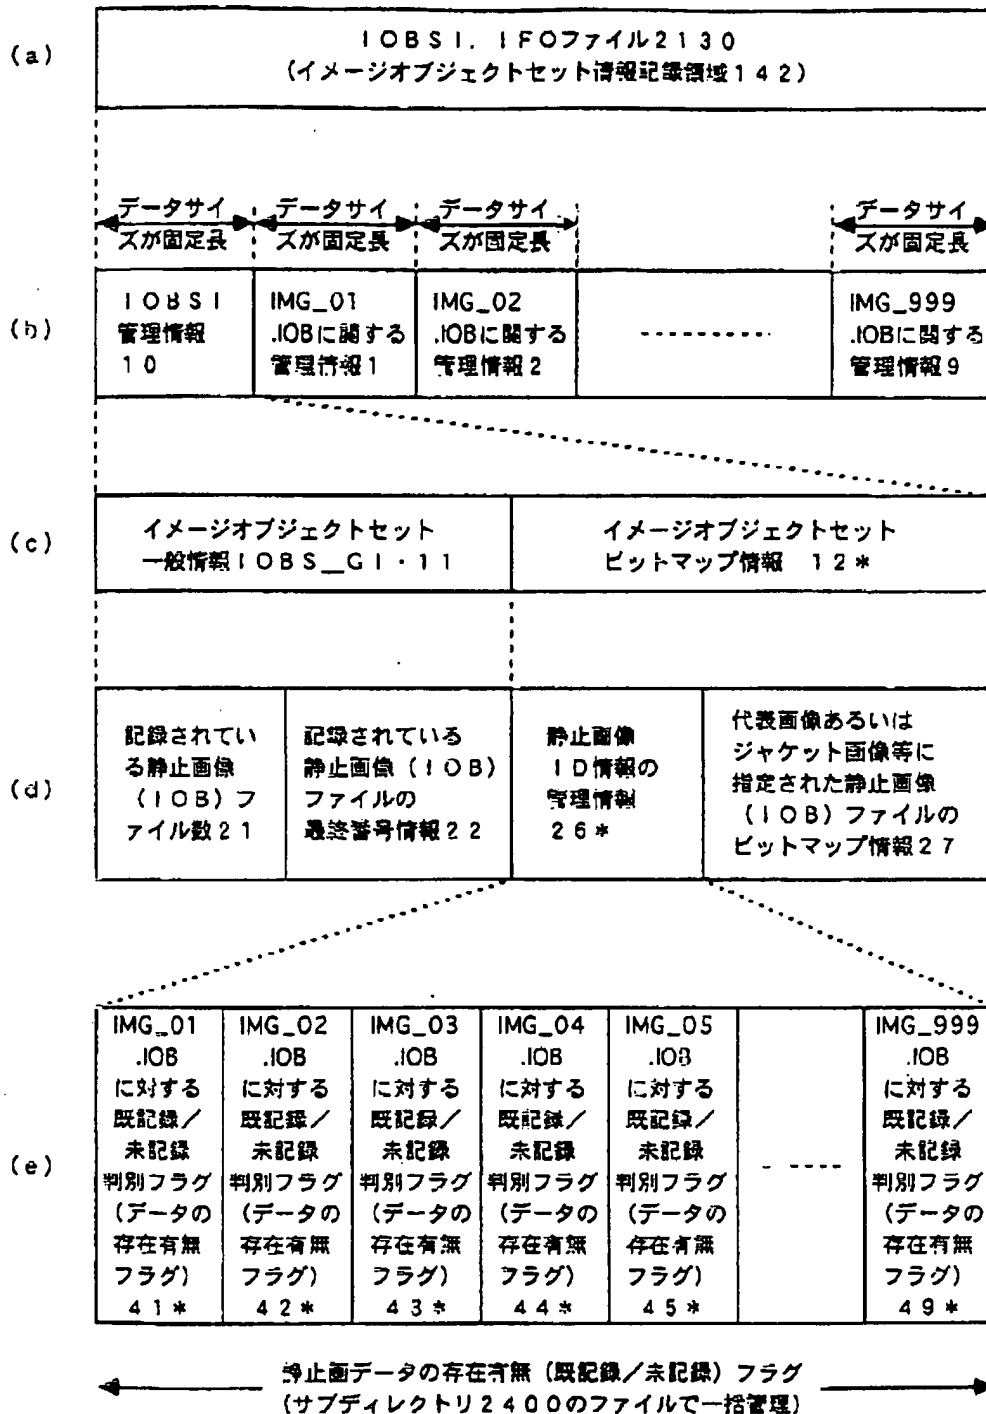 (a)
IOBSI. IFOファイル2130
(イメージオブジェクトセット情報記録領域142)
データサイ
ズが固定長
データサイ
ズが固定長
データサイ
ズが固定長
データサイ
ズが固定長
(b)
IOBSI
管理情報
10
IMG_01
.IOBに関する
管理情報1
IMG_02
.IOBに関する
管理情報2
IMG_999
.IOBに関する
管理情報9
(c)
イメージオブジェクトセット
一般情報IOBS_GI・11
イメージオブジェクトセット
ビットマップ情報 12*
(d)
記録されてい
る静止画像
(IOB)フ
ァイル数21
記録されている
静止画像(IOB)
ファイルの
最終番号情報22
静止画像
ID情報の
管理情報
26*
代表画像あるいは
ジャケット画像等に
指定された静止画像
(IOB)ファイルの
ビットマップ情報27
(e)
IMG_01
.IOB
に対する
既記録/
未記録
判別フラグ
(データの
存在有無
フラグ)
41*
IMG_02
.IOB
に対する
既記録/
未記録
判別フラグ
(データの
存在有無
フラグ)
42*
IMG_03
.IOB
に対する
既記録/
未記録
判別フラグ
(データの
存在有無
フラグ)
43*
IMG_04
.IOB
に対する
既記録/
未記録
判別フラグ
(データの
存在有無
フラグ)
44*
IMG_05
.IOB
に対する
既記録/
未記録
判別フラグ
(データの
存在有無
フラグ)
45*
IMG_999
.IOB
に対する
既記録/
未記録
判別フラグ
(データの
存在有無
フラグ)
49*
静止画データの存在有無(既記録/未記録)フラグ
(サブディレクトリ2400のファイルで一括管理)